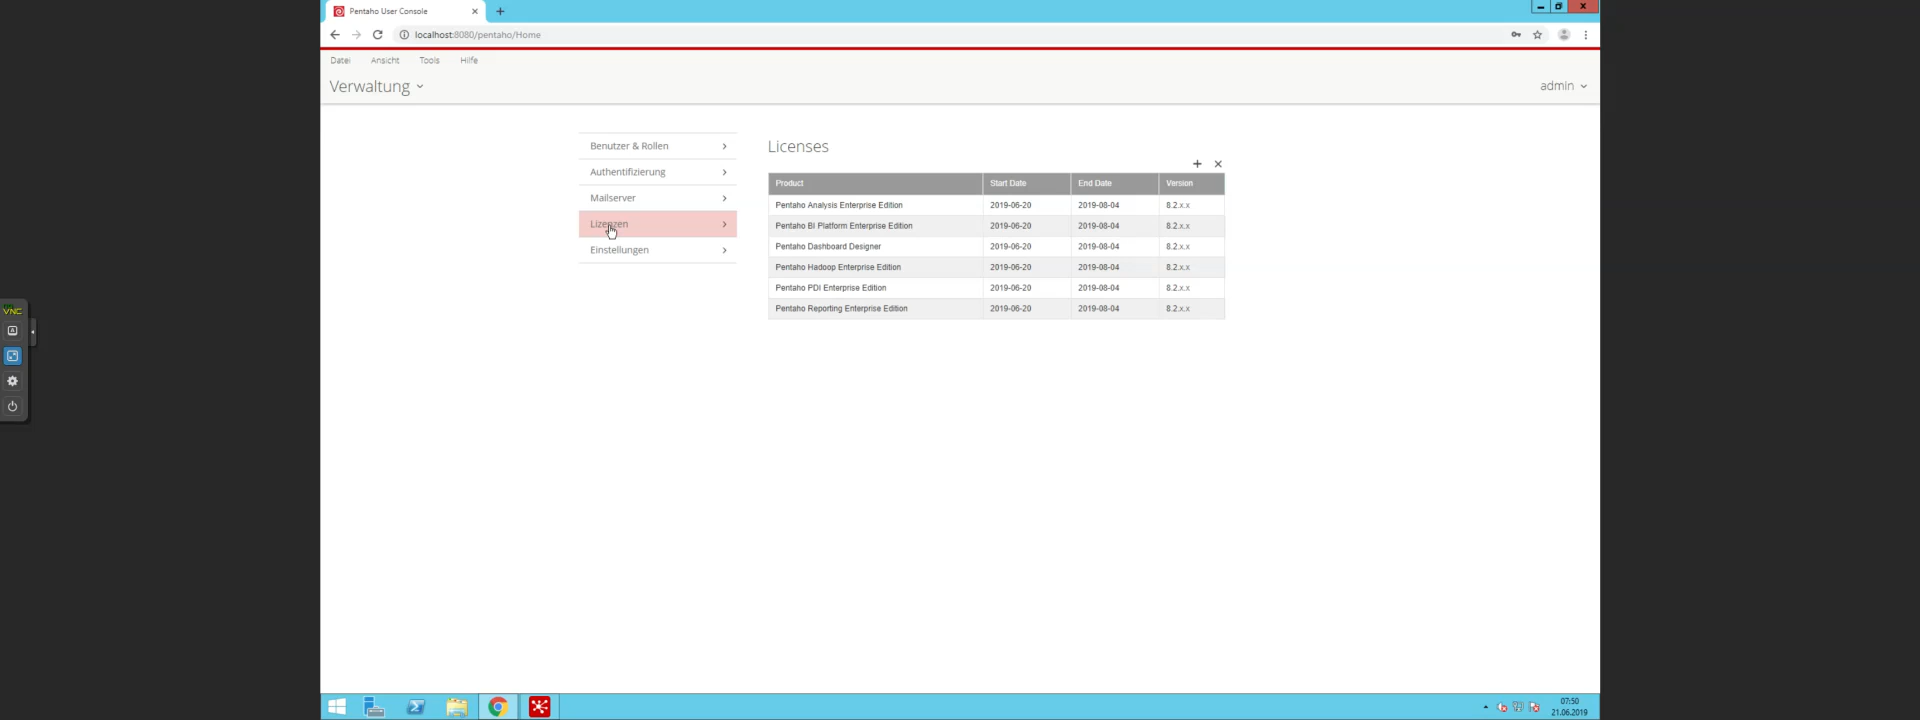 Pentaho User Console
localhost:8080/pentaho/Home
Datei Ansicht Tools Hilfe
Verwaltung
admin
Benutzer & Rollen
Authentifizierung
Mailserver
Lizenzen
Einstellungen
Licenses
Product Start Date End Date Version
Pentaho Analysis Enterprise Edition 2019-06-20 2019-08-04 8.2.x.x
Pentaho BI Platform Enterprise Edition 2019-06-20 2019-08-04 8.2.x.x
Pentaho Dashboard Designer 2019-06-20 2019-08-04 8.2.x.x
Pentaho Hadoop Enterprise Edition 2019-06-20 2019-08-04 8.2.x.x
Pentaho PDI Enterprise Edition 2019-06-20 2019-08-04 8.2.x.x
Pentaho Reporting Enterprise Edition 2019-06-20 2019-08-04 8.2.x.x
VNC
07:50
21.06.2019